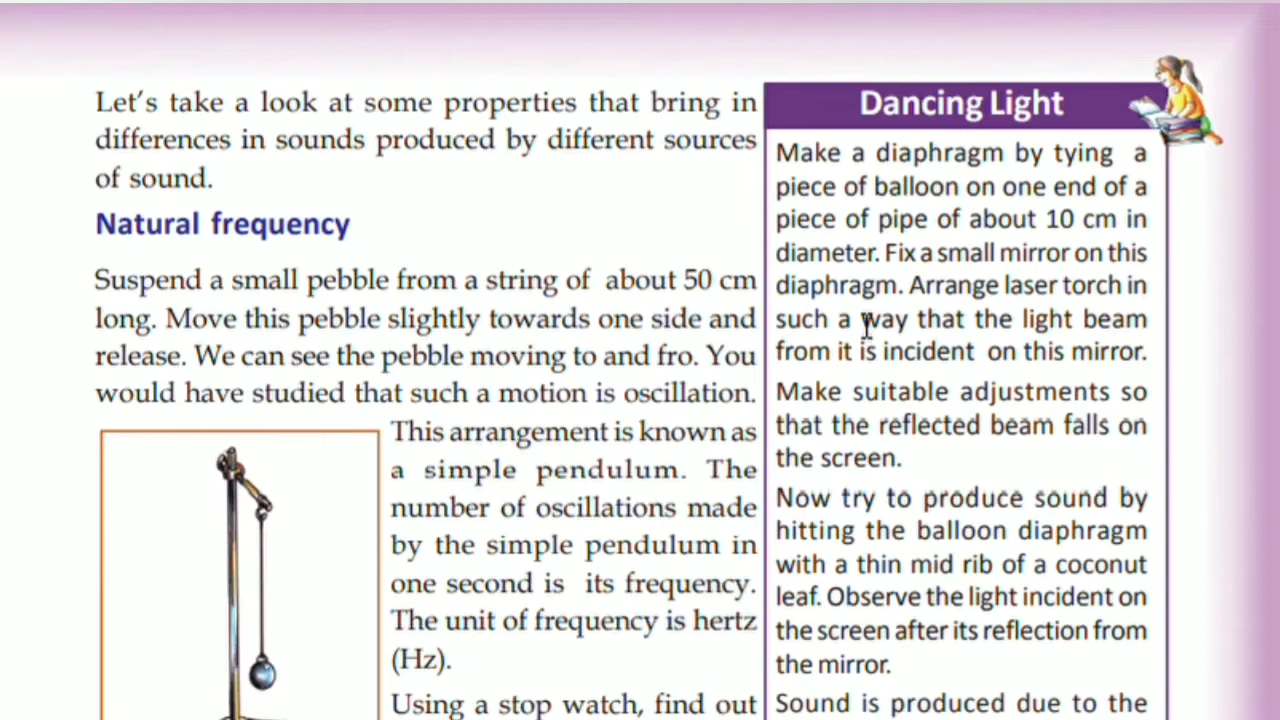 Let's take a look at some properties that bring in
differences in sounds produced by different sources
of sound.
Natural frequency
Suspend a small pebble from a string of about 50 cm
long. Move this pebble slightly towards one side and
release. We can see the pebble moving to and fro. You
would have studied that such a motion is oscillation.
This arrangement is known as
a simple pendulum. The
number of oscillations made
by the simple pendulum in
one second is its frequency.
The unit of frequency is hertz
(Hz).
Using a stop watch, find out
Dancing Light
Make a diaphragm by tying a
piece of balloon on one end of a
piece of pipe of about 10 cm in
diameter. Fix a small mirror on this
diaphragm. Arrange laser torch in
such a way that the light beam
from it is incident on this mirror.
Make suitable adjustments so
that the reflected beam falls on
the screen.
Now try to produce sound by
hitting the balloon diaphragm
with a thin mid rib of a coconut
leaf. Observe the light incident on
the screen after its reflection from
the mirror.
Sound is produced due to the